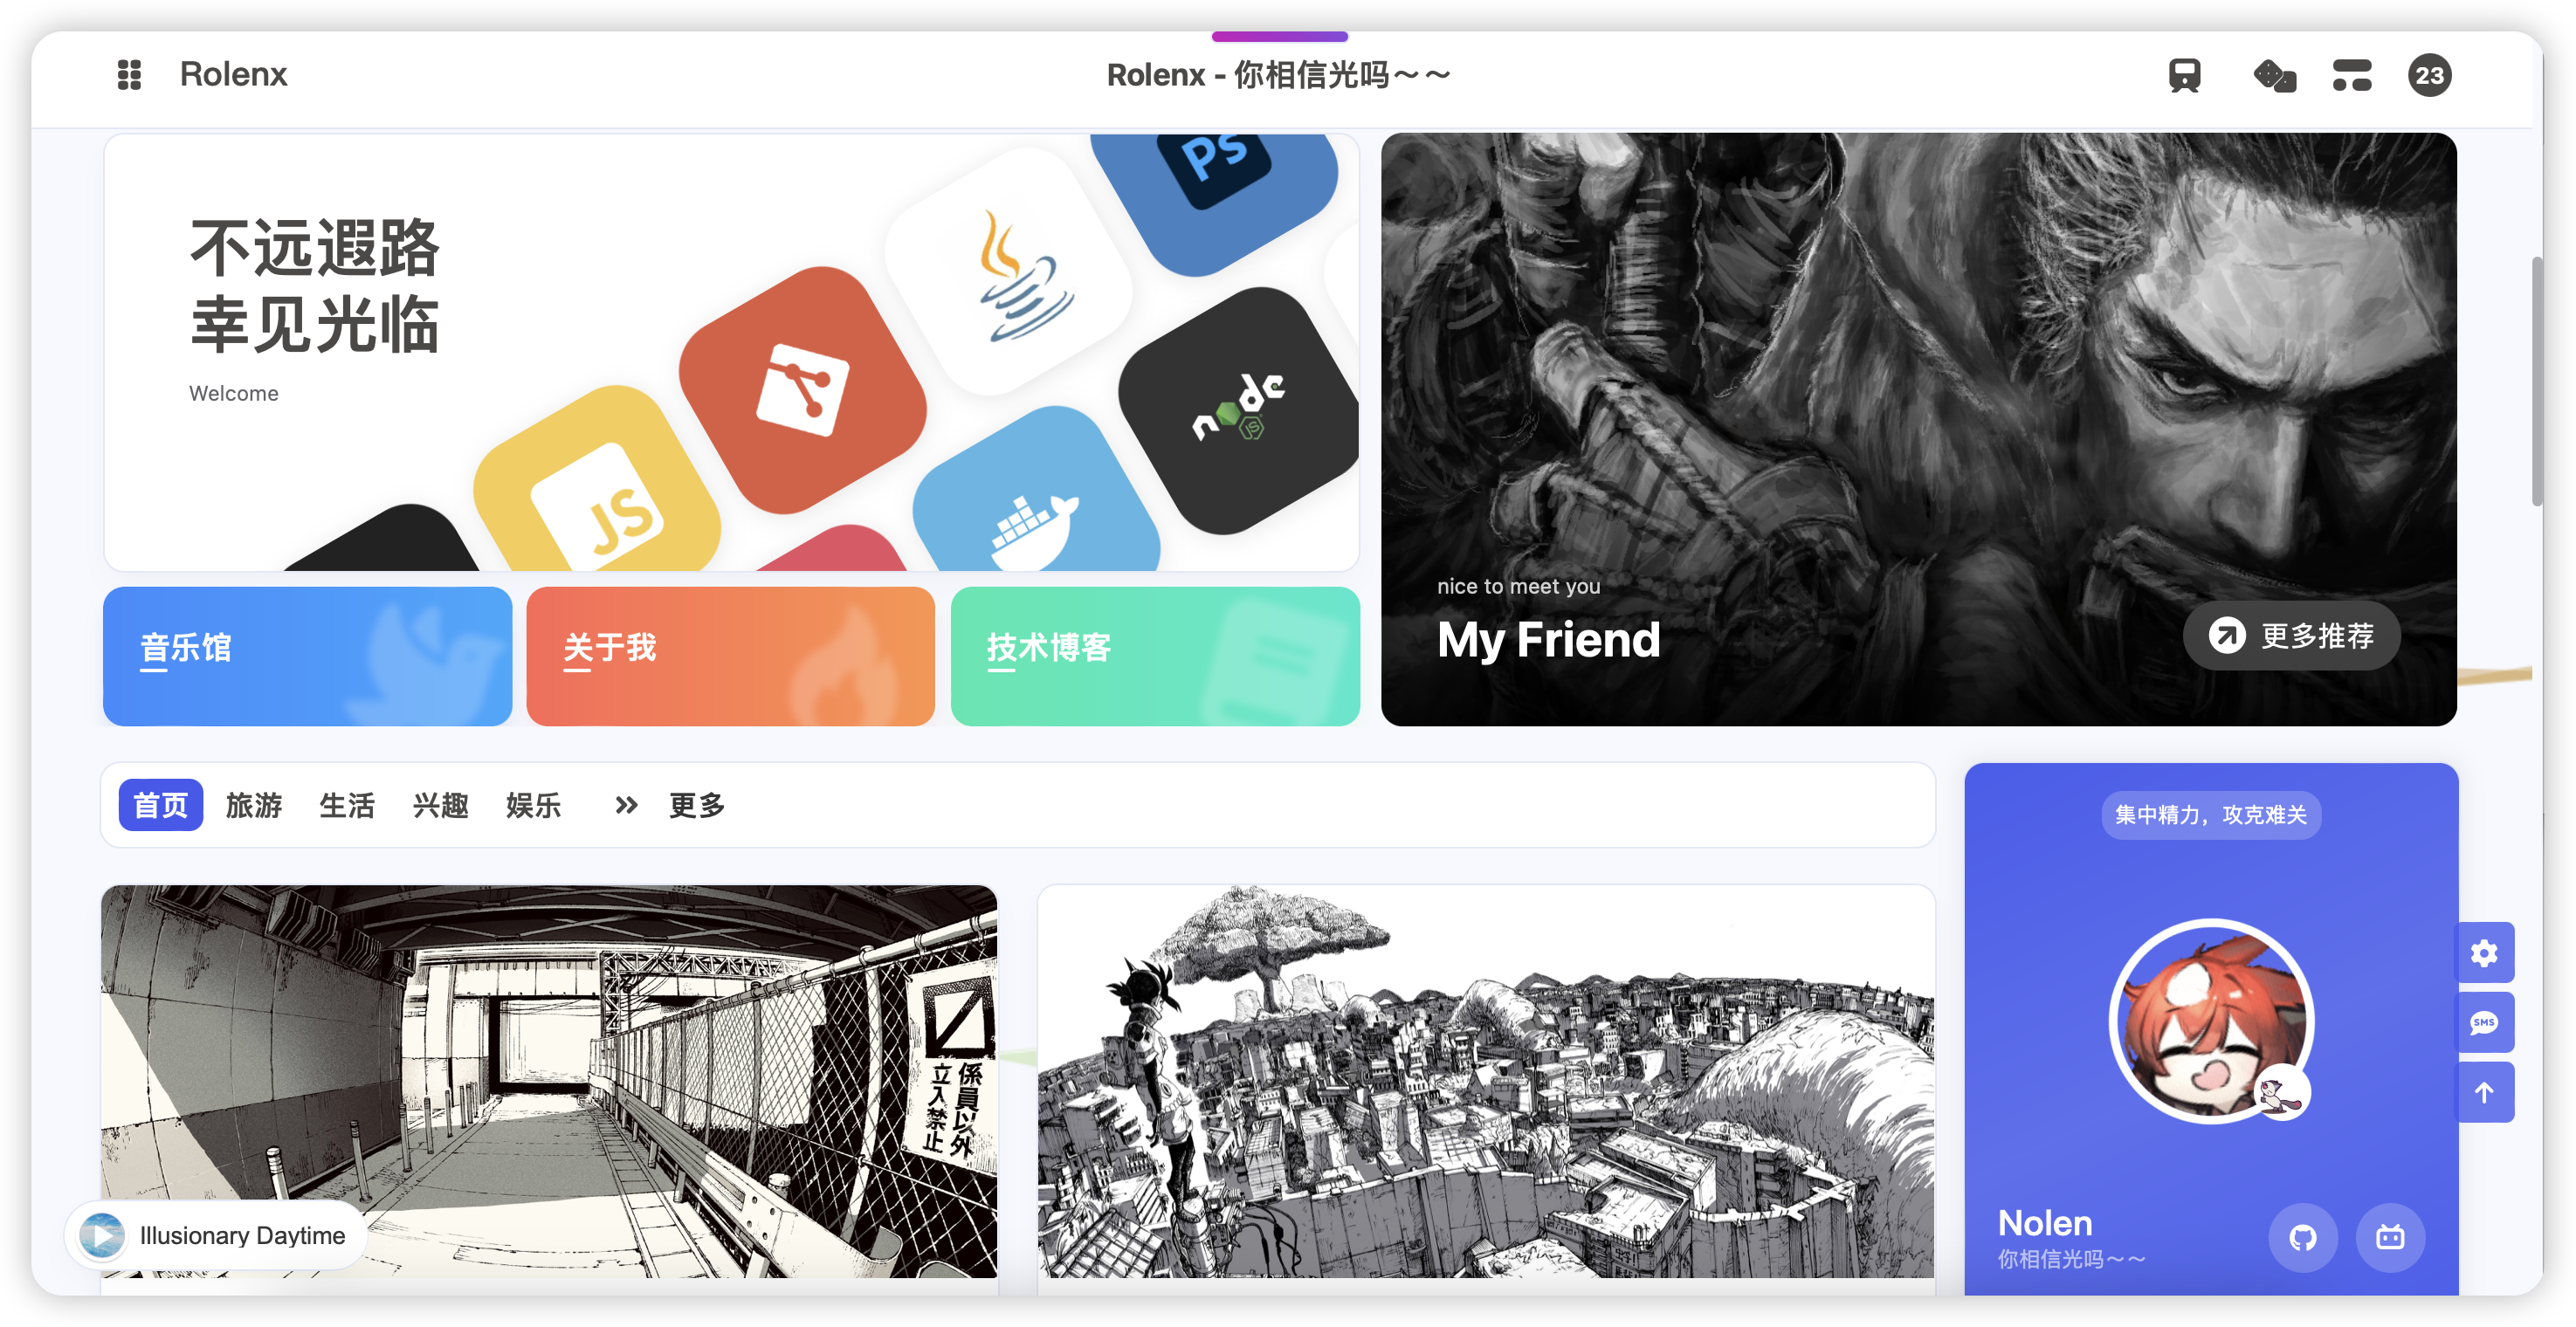 Rolenx
Rolenx - 你相信光吗～～
23
不远遐路
幸见光临
Welcome
Ps
JS
node
JS
nice to meet you
My Friend
更多推荐
音乐馆
关于我
技术博客
首页 旅游 生活 兴趣 娱乐 更多
集中精力，攻克难关
係員以外
立入禁止
SMS
Illusionary Daytime
Nolen
你相信光吗～～